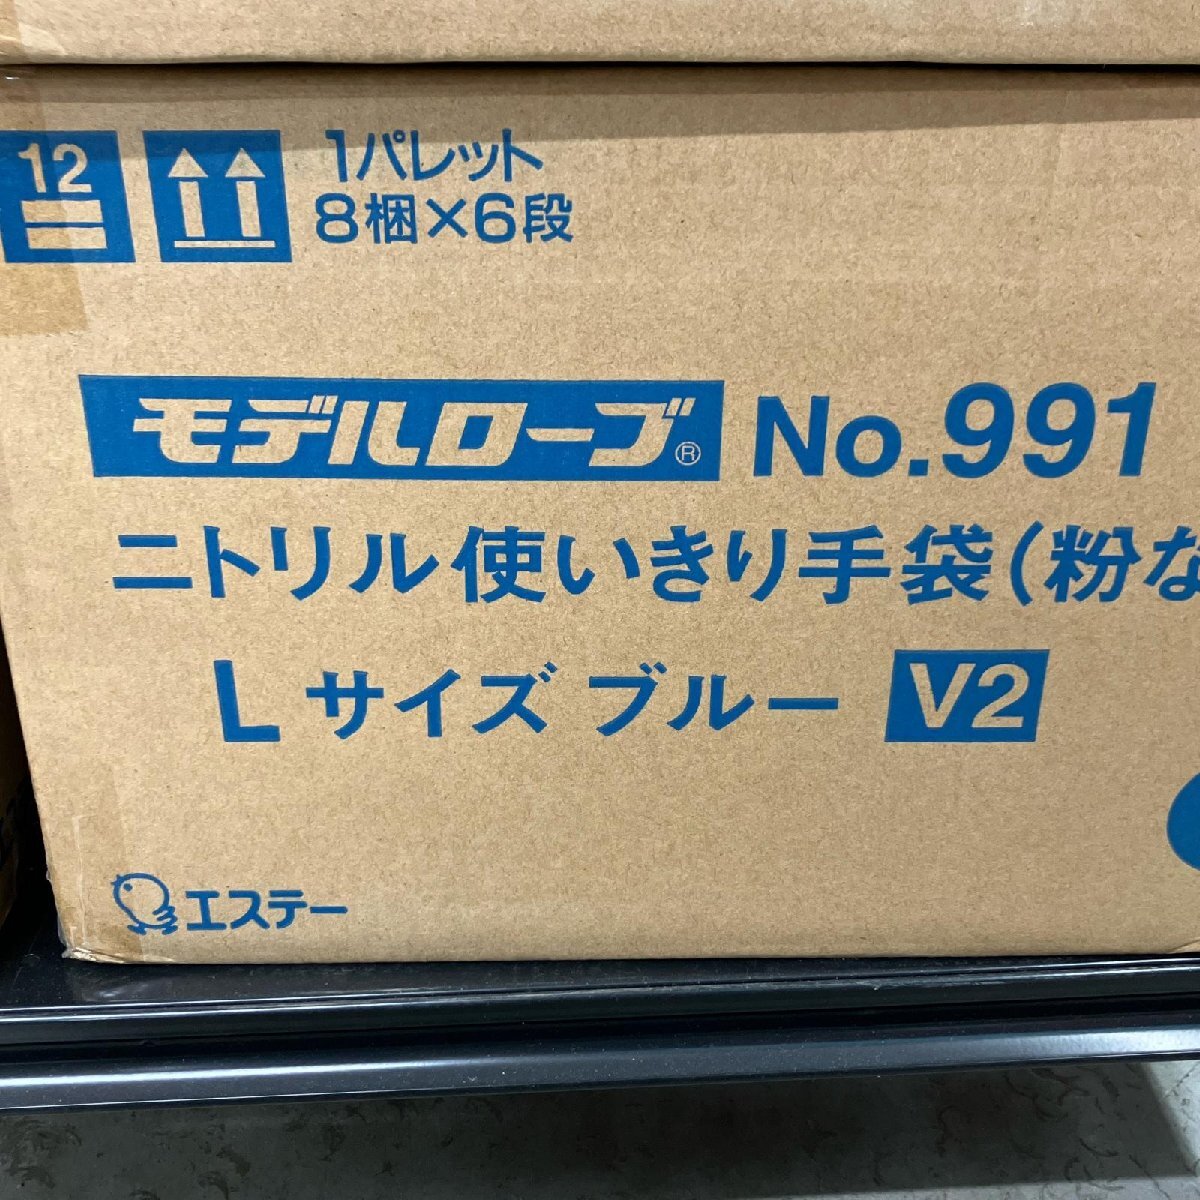 12
1パレット
8梱×6段
モデルローブ® No.991
ニトリル使いきり手袋(粉な
Lサイズ ブルー V2
エステー